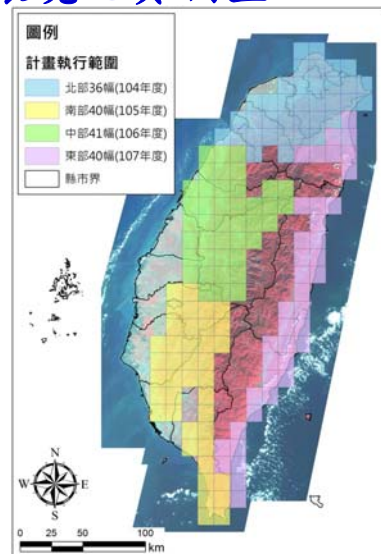 圖例
計畫執行範圍
北部36幅(104年度)
南部40幅(105年度)
中部41幅(106年度)
東部40幅(107年度)
縣市界
N
W
E
S
0 25 50 100
km